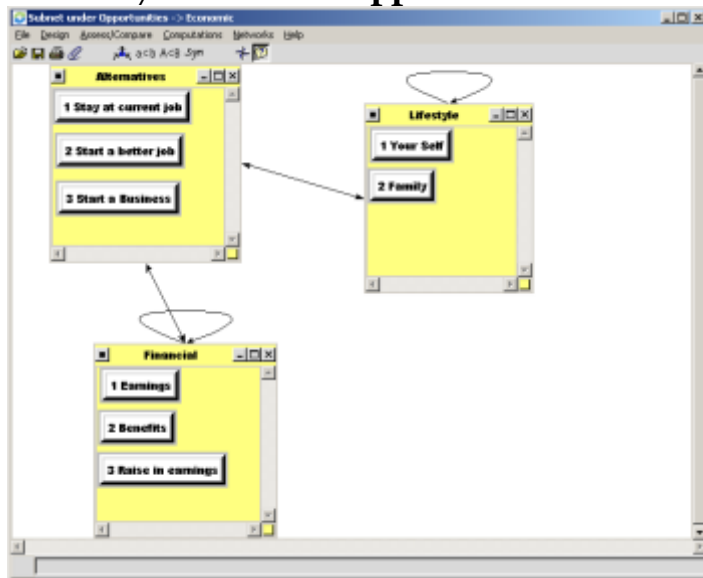 Subnet under Opportunities -> Economic
File Design Assess/Compare Computations Networks Help
a<b A<B Sym
Alternatives
1 Stay at current job
2 Start a better job
3 Start a Business
Lifestyle
1 Your Self
2 Family
Financial
1 Earnings
2 Benefits
3 Raise in earnings